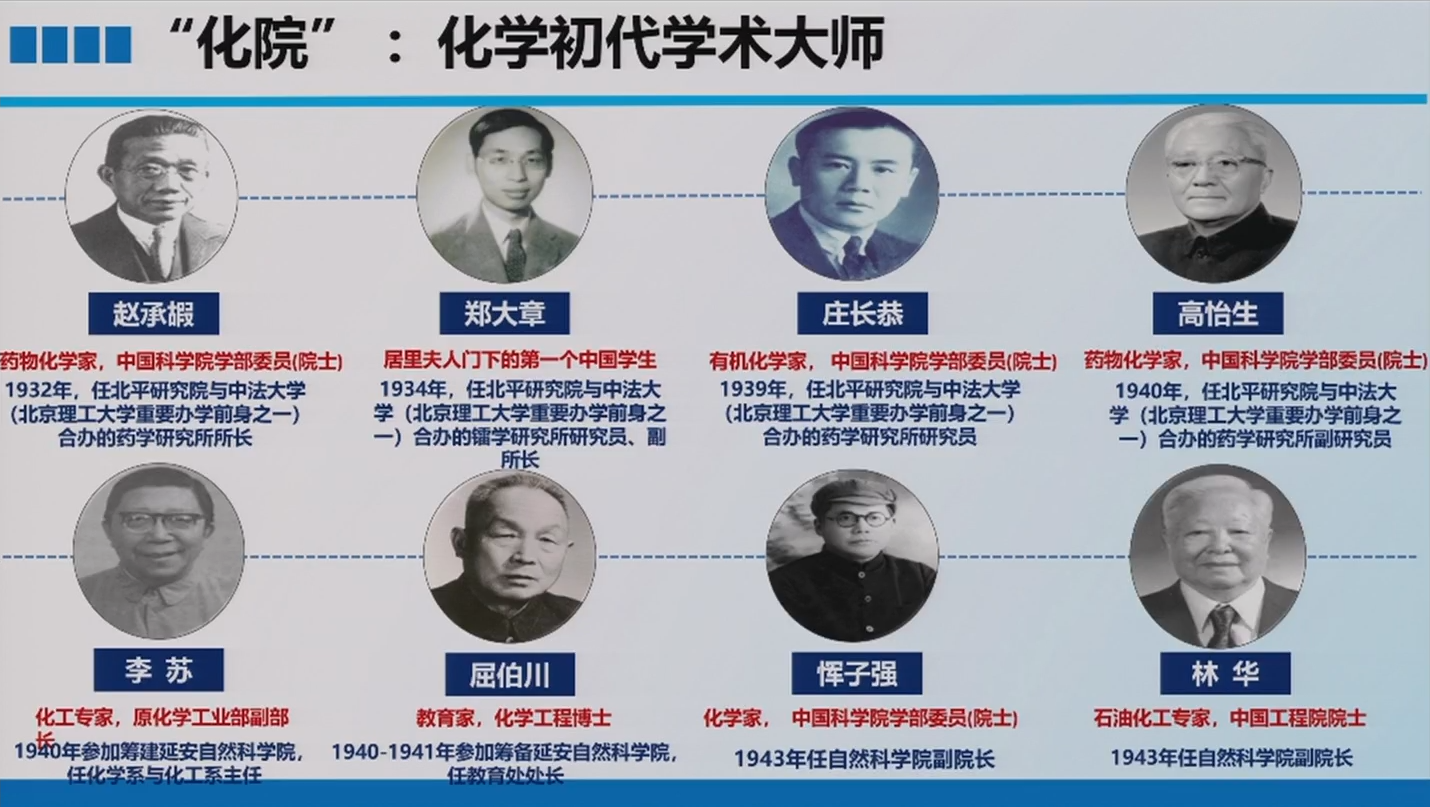 “化院”：化学初代学术大师
赵承嘏
郑大章
庄长恭
高怡生
药物化学家，中国科学院学部委员(院士)
1932年，任北平研究院与中法大学
（北京理工大学重要办学前身之一）
合办的药学研究所所长
居里夫人门下的第一个中国学生
1934年，任北平研究院与中法大
学（北京理工大学重要办学前身之
一）合办的镭学研究所研究员、副
所长
有机化学家，中国科学院学部委员(院士)
1939年，任北平研究院与中法大学
（北京理工大学重要办学前身之一）
合办的药学研究所研究员
药物化学家，中国科学院学部委员(院士)
1940年，任北平研究院与中法大
学（北京理工大学重要办学前身之
一）合办的药学研究所副研究员
李 苏
屈伯川
恽子强
林 华
化工专家，原化学工业部副部
长
1940年参加筹建延安自然科学院，
任化学系与化工系主任
教育家，化学工程博士
1940-1941年参加筹备延安自然科学院，
任教育处处长
化学家， 中国科学院学部委员(院士)
1943年任自然科学院副院长
石油化工专家，中国工程院院士
1943年任自然科学院副院长